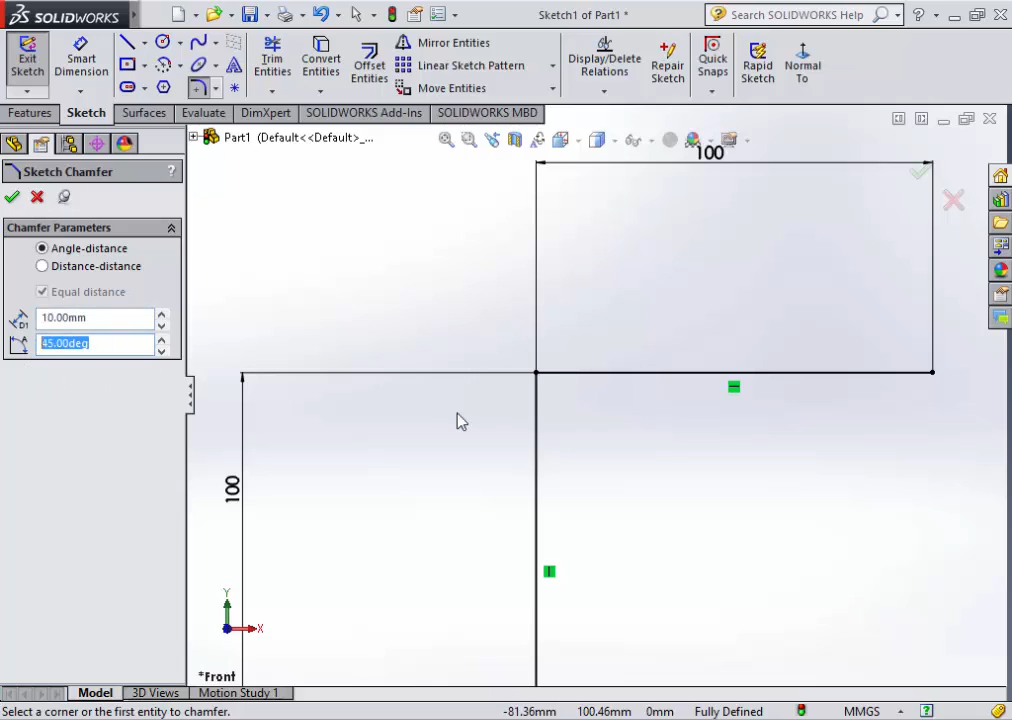 SOLIDWORKS
Sketch1 of Part1 *
Search SOLIDWORKS Help
Exit Sketch
Smart Dimension
Trim Entities
Convert Entities
Offset Entities
Mirror Entities
Linear Sketch Pattern
Move Entities
Display/Delete Relations
Repair Sketch
Quick Snaps
Rapid Sketch
Normal To
Features
Sketch
Surfaces
Evaluate
DimXpert
SOLIDWORKS Add-Ins
SOLIDWORKS MBD
Part1 (Default<<Default>_...
Sketch Chamfer
?
Chamfer Parameters
Angle-distance
Distance-distance
Equal distance
D1
10.00mm
A
45.00deg
100
100
Y
X
*Front
Model
3D Views
Motion Study 1
Select a corner or the first entity to chamfer.
-81.36mm
100.46mm
0mm
Fully Defined
MMGS